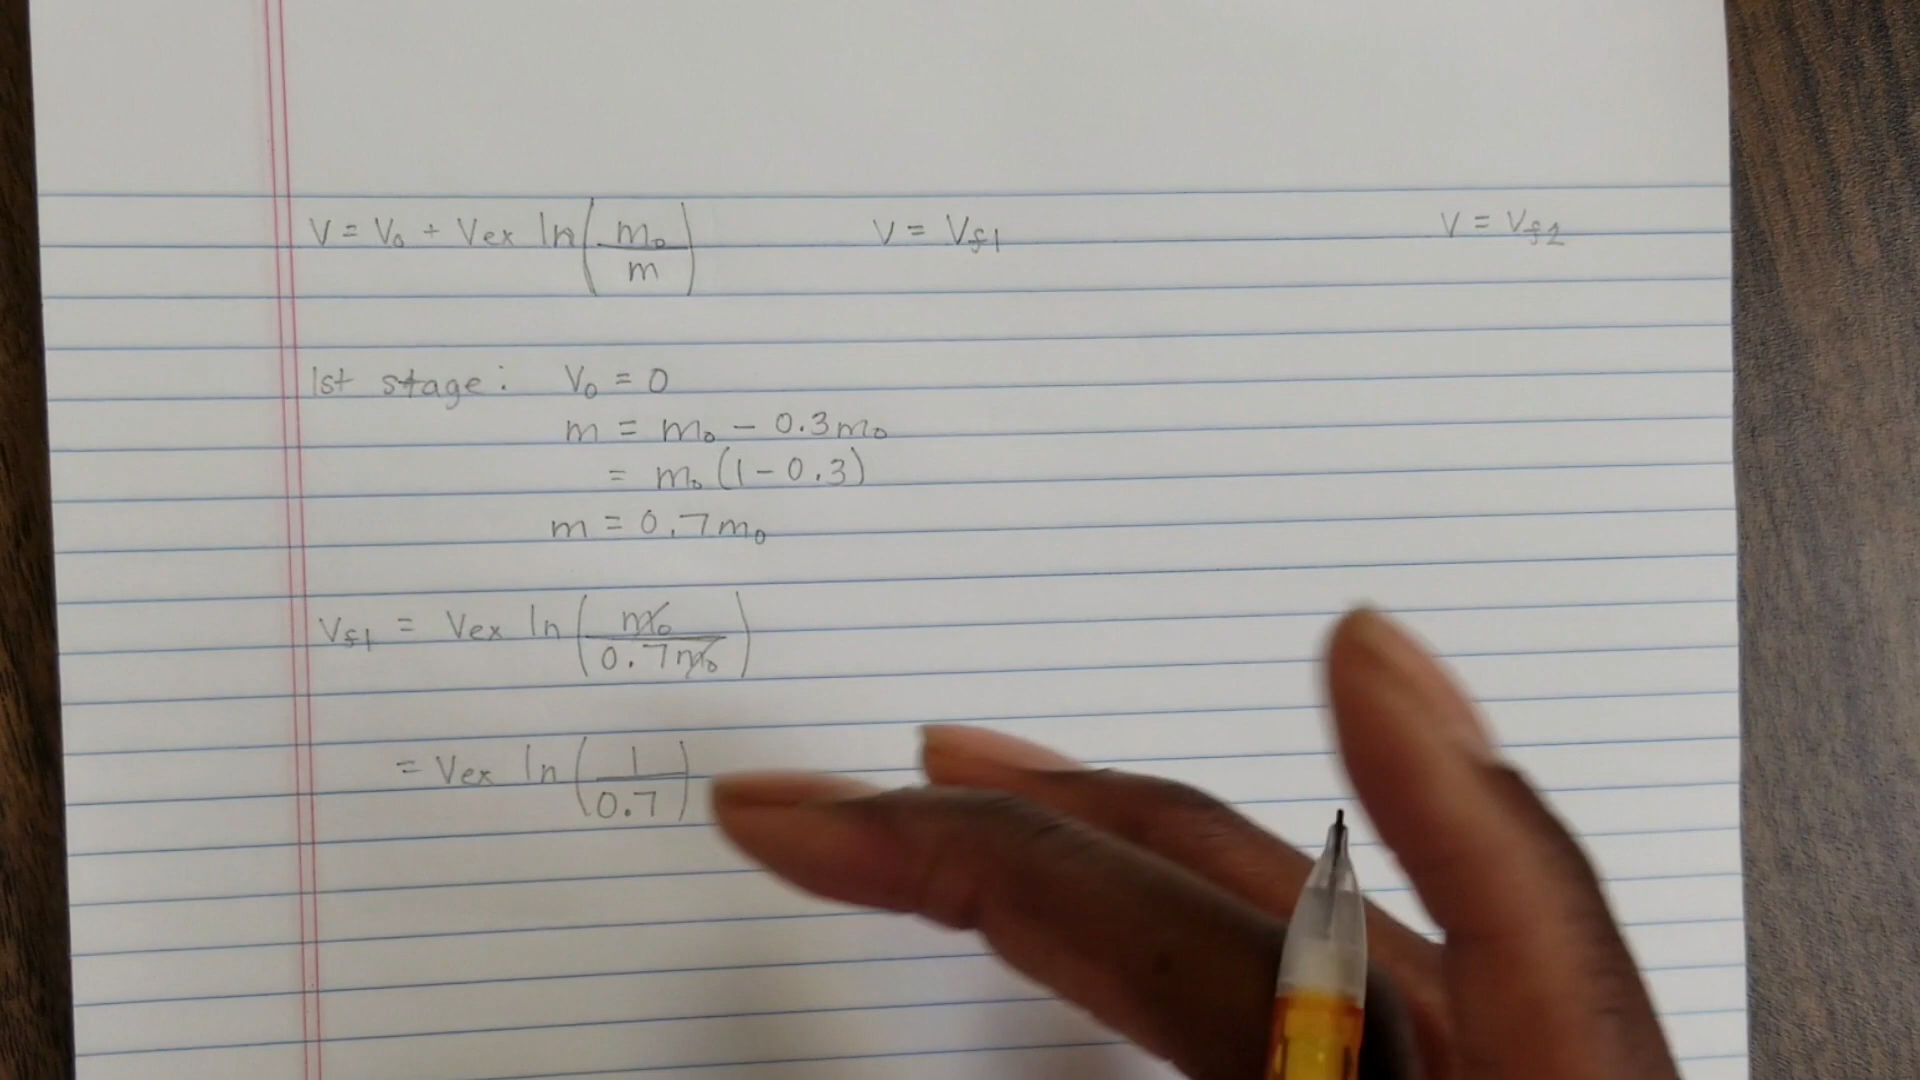 V = V₀ + Vex ln(m₀/m)
V = Vf1
V = Vf2
1st stage: V₀ = 0
m = m₀ - 0.3m₀
= m₀(1-0.3)
m = 0.7m₀
Vf1 = Vex ln(m₀/0.7m₀)
= Vex ln(1/0.7)